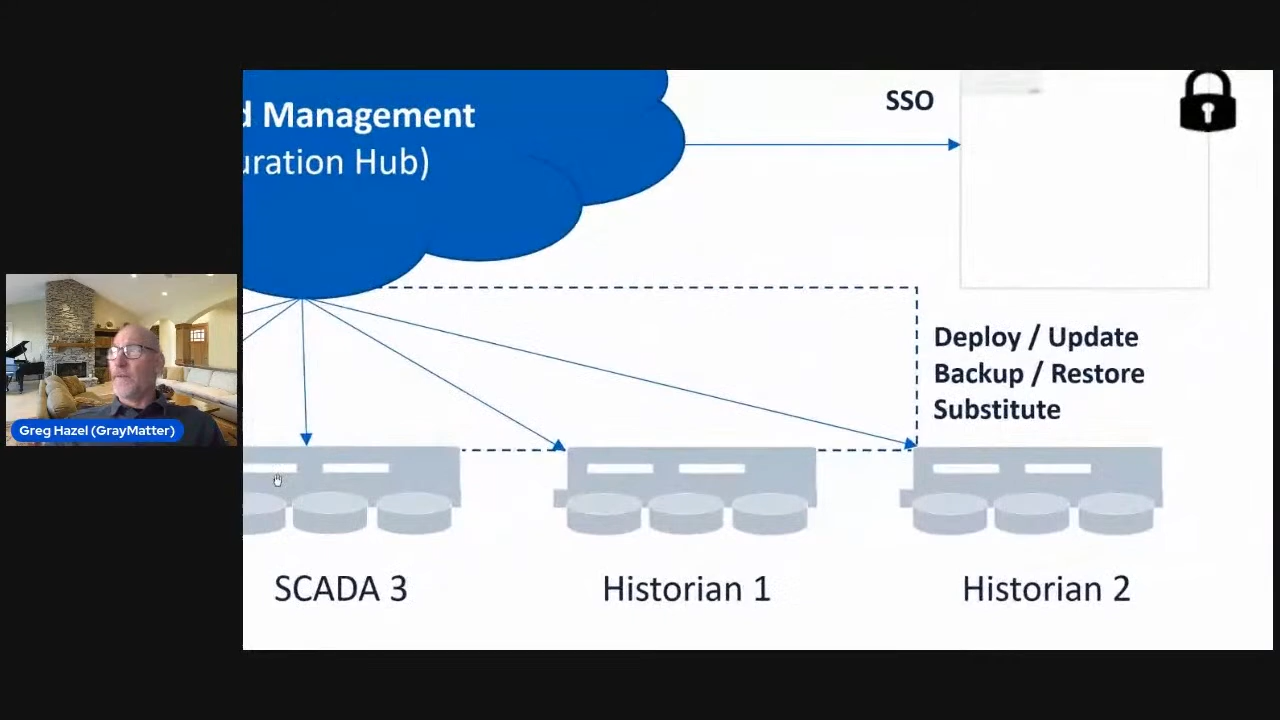 d Management
uration Hub)
SSO
Deploy / Update
Backup / Restore
Substitute
Greg Hazel (GrayMatter)
SCADA 3
Historian 1
Historian 2